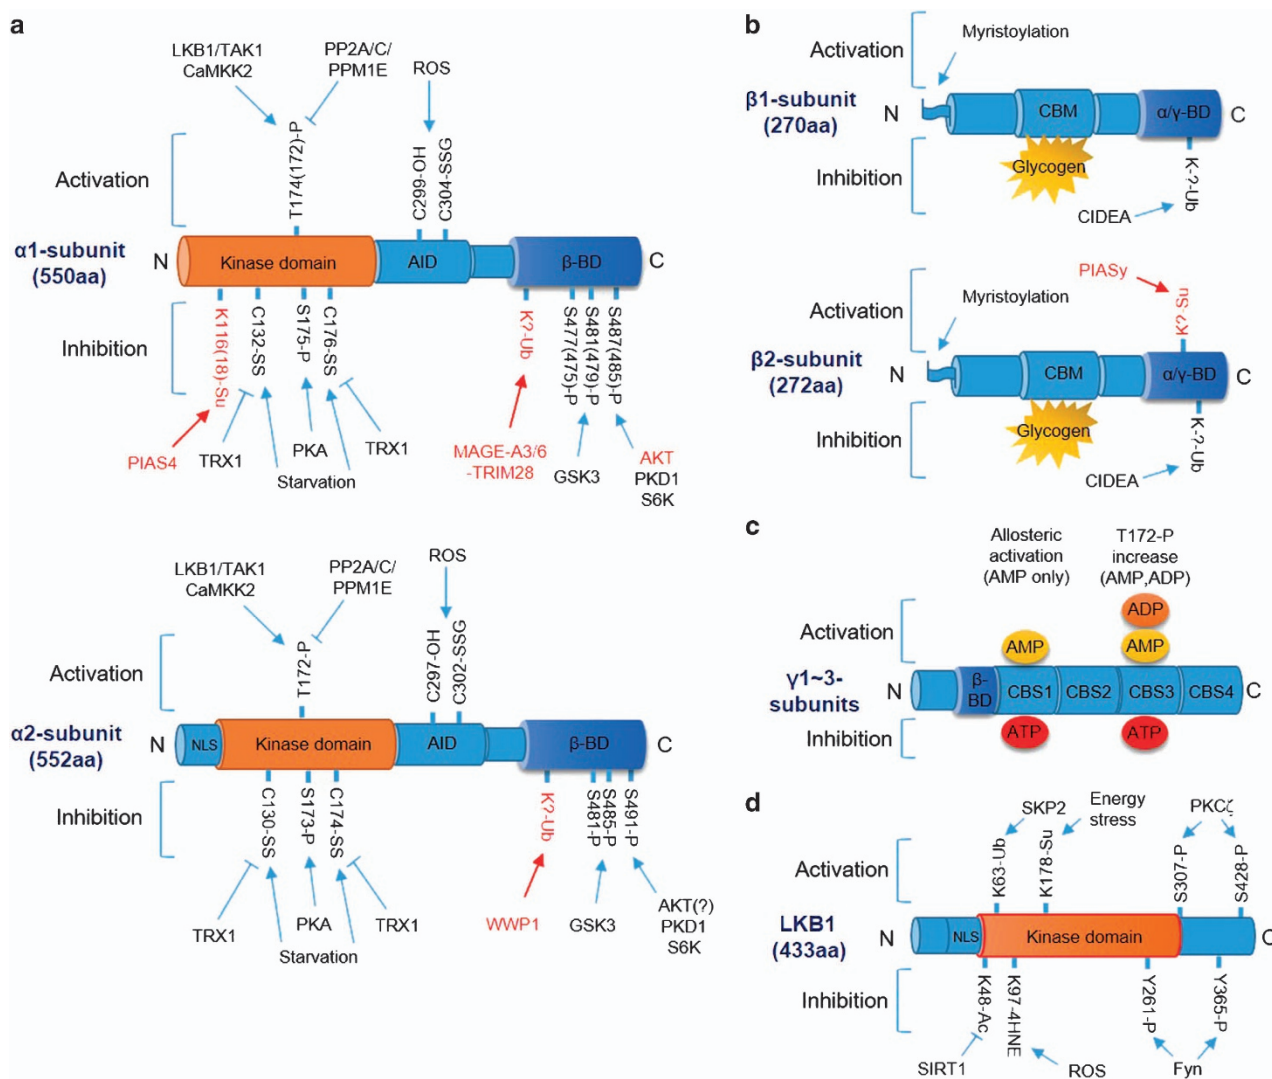 a
LKB1/TAK1
CaMKK2
PP2A/C/
PPM1E
ROS
Activation
T174(172)-P
C299-OH
C304-SSG
α1-subunit
(550aa)
N
Kinase domain
AID
β-BD
C
Inhibition
K116(18)-Su
C132-SS
S175-P
C176-SS
K?-Ub
S477(475)-P
S481(479)-P
S487(485)-P
PIAS4
TRX1
PKA
Starvation
TRX1
MAGE-A3/6
-TRIM28
GSK3
AKT
PKD1
S6K
LKB1/TAK1
CaMKK2
PP2A/C/
PPM1E
ROS
Activation
T172-P
C297-OH
C302-SSG
α2-subunit
(552aa)
N
NLS
Kinase domain
AID
β-BD
C
Inhibition
C130-SS
S173-P
C174-SS
K?-Ub
S481-P
S485-P
S491-P
TRX1
PKA
Starvation
TRX1
WWP1
GSK3
AKT(?)
PKD1
S6K
b
Activation
Myristoylation
β1-subunit
(270aa)
N
CBM
α/γ-BD
C
Inhibition
Glycogen
K-?-Ub
CIDEA
PIASy
Activation
Myristoylation
K?-Su
β2-subunit
(272aa)
N
CBM
α/γ-BD
C
Inhibition
Glycogen
K-?-Ub
CIDEA
c
Allosteric
activation
(AMP only)
T172-P
increase
(AMP,ADP)
Activation
ADP
AMP
AMP
γ1~3-
subunits
N
β-
BD
CBS1
CBS2
CBS3
CBS4
C
Inhibition
ATP
ATP
d
SKP2
Energy
stress
PKCζ
Activation
K63-Ub
K178-Su
S307-P
S428-P
LKB1
(433aa)
N
NLS
Kinase domain
C
Inhibition
K48-Ac
K97-4HNE
Y261-P
Y365-P
SIRT1
ROS
Fyn